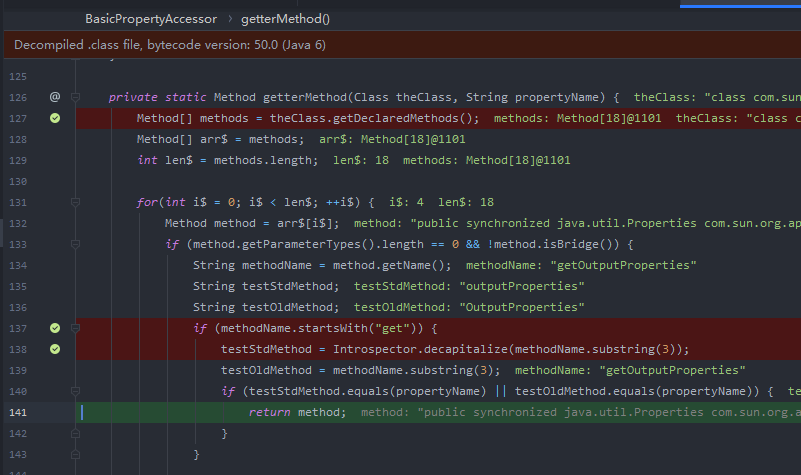 BasicPropertyAccessor › getterMethod()
Decompiled .class file, bytecode version: 50.0 (Java 6)
125
126 @ private static Method getterMethod(Class theClass, String propertyName) { theClass: "class com.sun
127 Method[] methods = theClass.getDeclaredMethods(); methods: Method[18]@1101 theClass: "class c
128 Method[] arr$ = methods; arr$: Method[18]@1101
129 int len$ = methods.length; len$: 18 methods: Method[18]@1101
130
131 for(int i$ = 0; i$ < len$; ++i$) { i$: 4 len$: 18
132 Method method = arr$[i$]; method: "public synchronized java.util.Properties com.sun.org.ap
133 if (method.getParameterTypes().length == 0 && !method.isBridge()) {
134 String methodName = method.getName(); methodName: "getOutputProperties"
135 String testStdMethod; testStdMethod: "outputProperties"
136 String testOldMethod; testOldMethod: "OutputProperties"
137 if (methodName.startsWith("get")) {
138 testStdMethod = Introspector.decapitalize(methodName.substring(3));
139 testOldMethod = methodName.substring(3); methodName: "getOutputProperties"
140 if (testStdMethod.equals(propertyName) || testOldMethod.equals(propertyName)) { te
141 return method; method: "public synchronized java.util.Properties com.sun.org.a
142 }
143 }